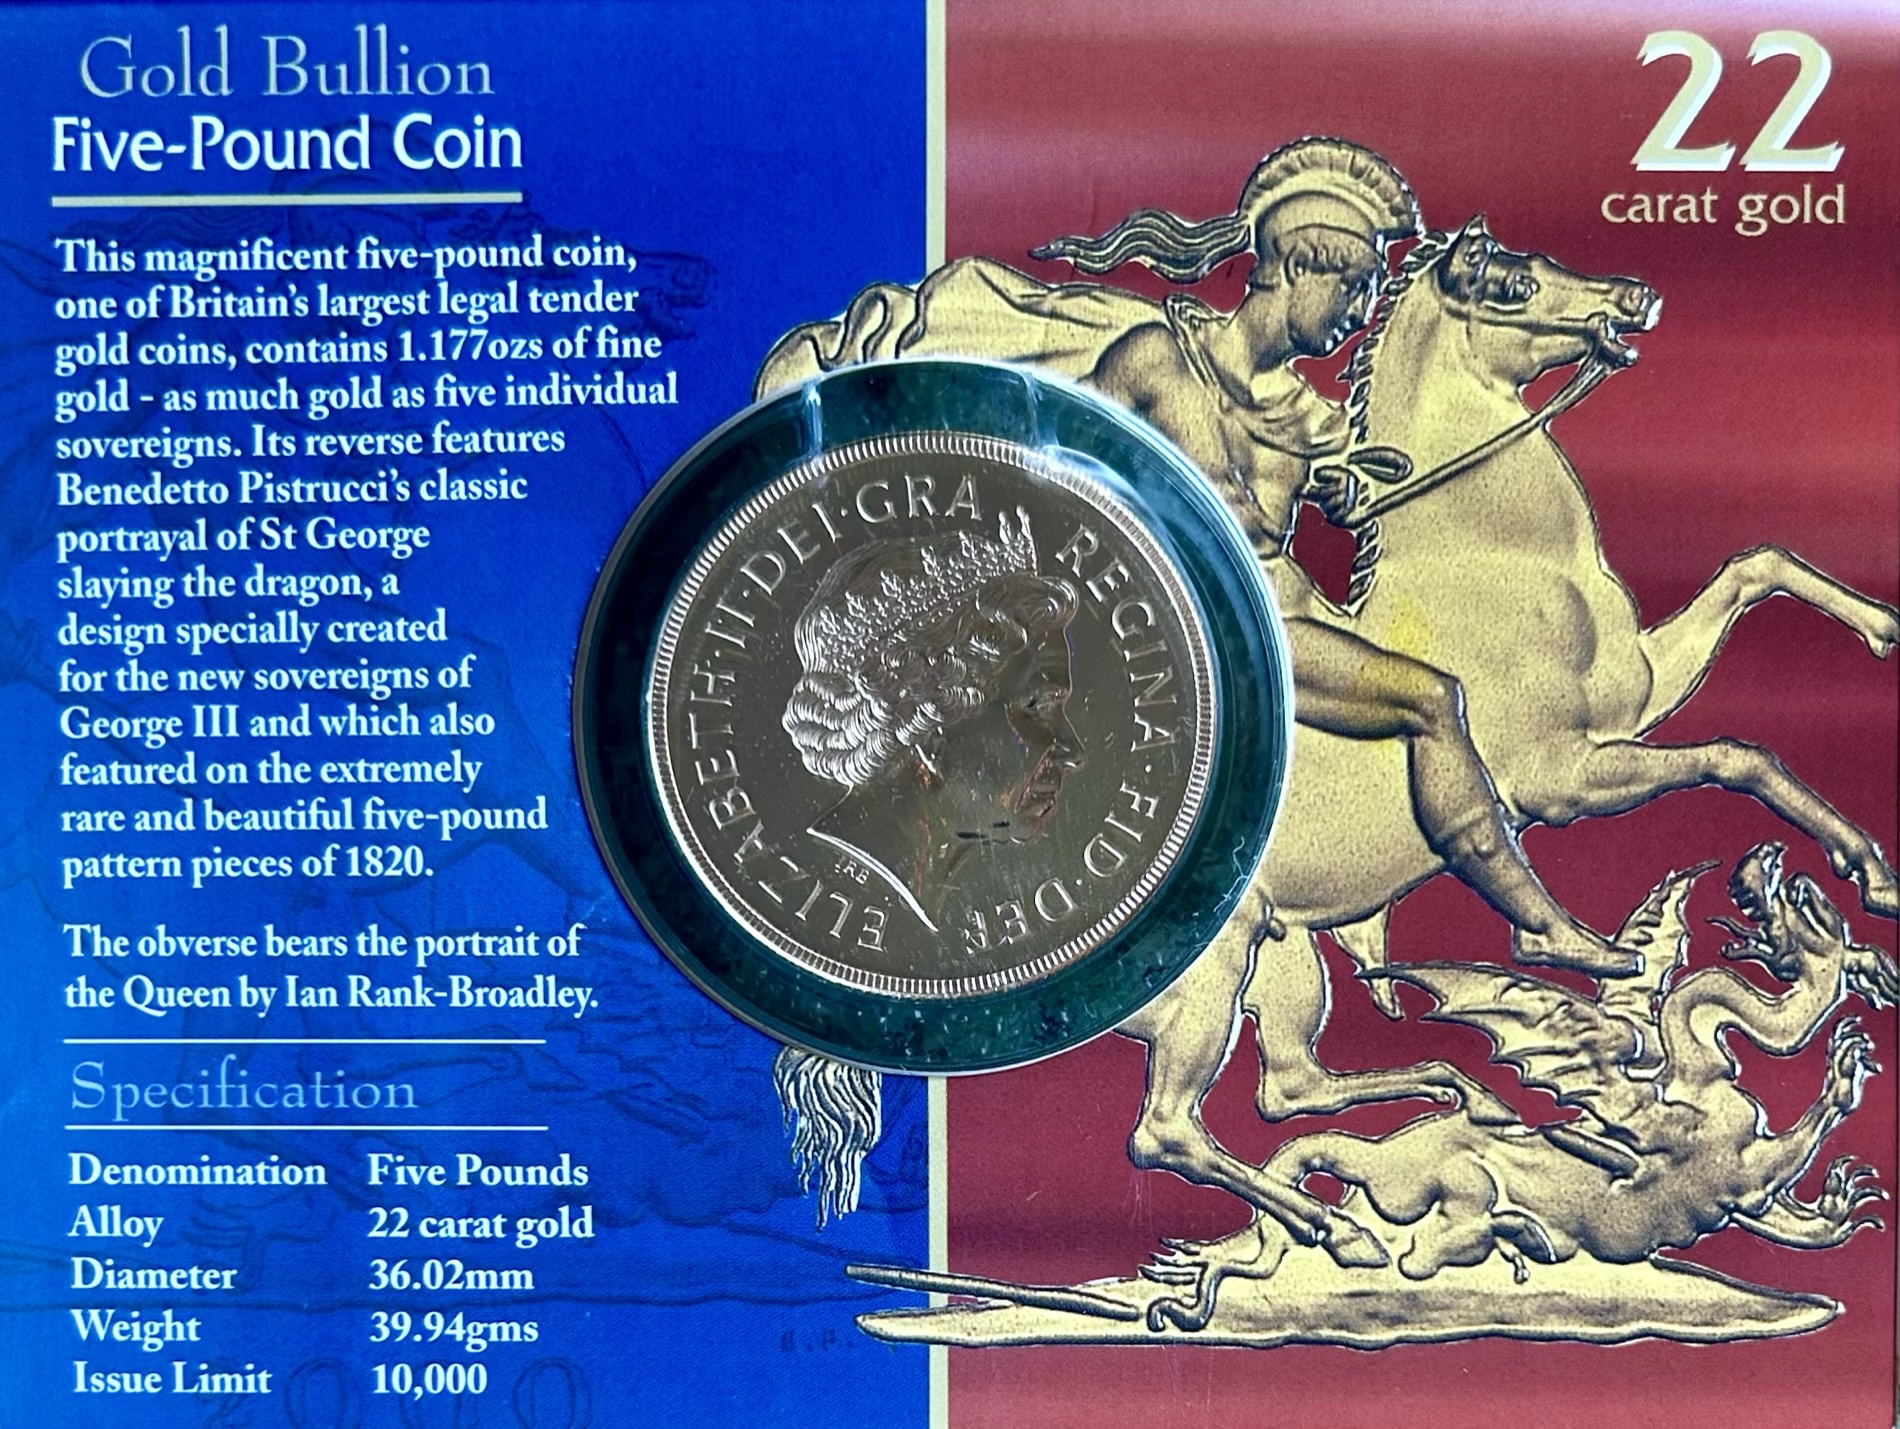 Gold Bullion
Five-Pound Coin
This magnificent five-pound coin,
one of Britain's largest legal tender
gold coins, contains 1.177ozs of fine
gold - as much gold as five individual
sovereigns. Its reverse features
Benedetto Pistrucci's classic
portrayal of St George
slaying the dragon, a
design specially created
for the new sovereigns of
George III and which also
featured on the extremely
rare and beautiful five-pound
pattern pieces of 1820.
The obverse bears the portrait of
the Queen by Ian Rank-Broadley.
Specification
Denomination Five Pounds
Alloy 22 carat gold
Diameter 36.02mm
Weight 39.94gms
Issue Limit 10,000
22
carat gold
ELIZABETH·II·DEI·GRA REGINA·FID·DEF
IRB